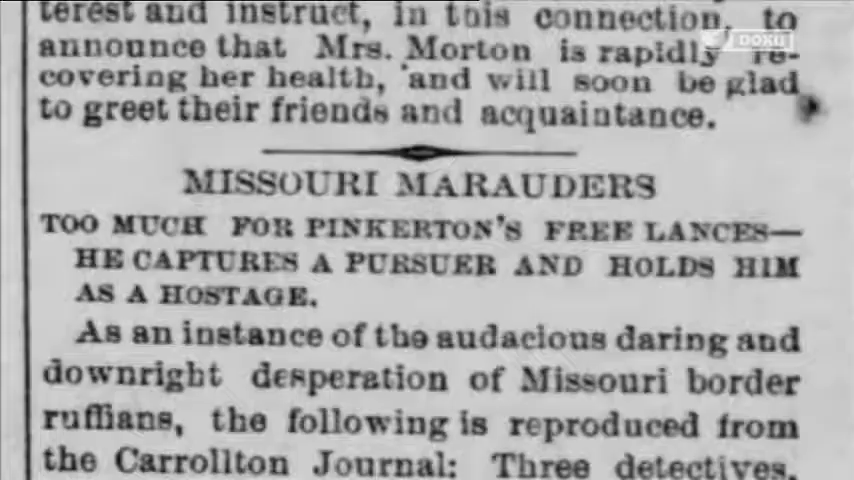 terest and instruct, in this connection, to
DOKU
announce that Mrs. Morton is rapidly re-
covering her health, and will soon be glad
to greet their friends and acquaintance.
MISSOURI MARAUDERS
TOO MUCH FOR PINKERTON'S FREE LANCES—
HE CAPTURES A PURSUER AND HOLDS HIM
AS A HOSTAGE.
As an instance of the audacious daring and
downright desperation of Missouri border
ruffians, the following is reproduced from
the Carrollton Journal: Three detectives,